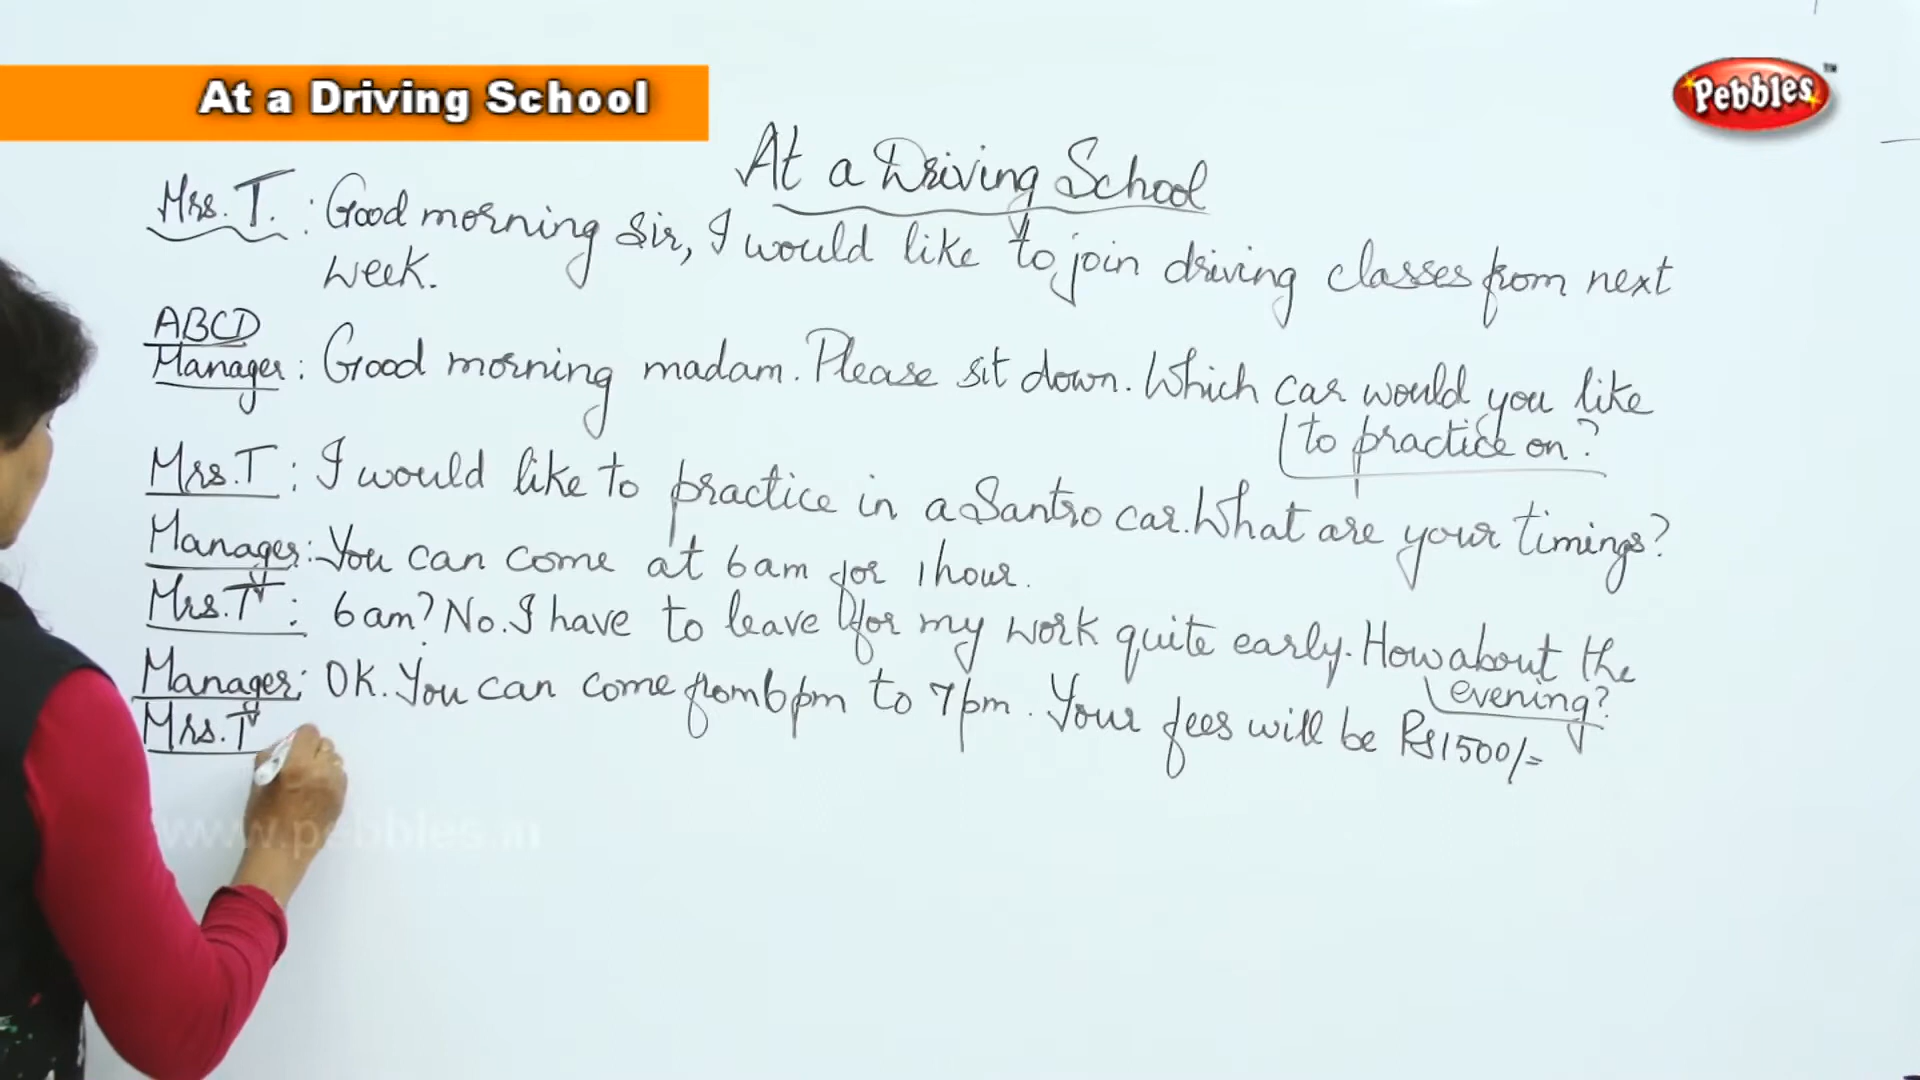 At a Driving School
Pebbles™
At a Driving School
Mrs. T. : Good morning Sir, I would like to join driving classes from next
week.
ABCD
Manager : Good morning madam. Please sit down. Which car would you like
to practice on?
Mrs. T : I would like to practice in a Santro car. What are your timings?
Manager : You can come at 6am for 1 hour.
Mrs. T : 6am? No. I have to leave for my work quite early. How about the
evening?
Manager : OK. You can come from 6pm to 7pm. Your fees will be Rs1500/=
Mrs. T
www.pebbles.in